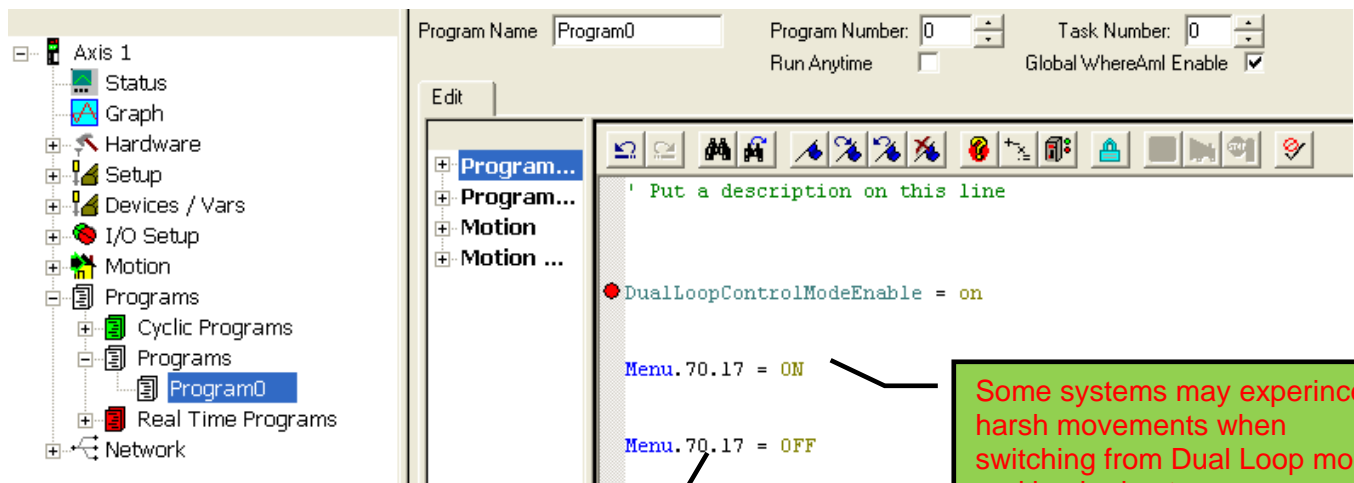 Axis 1
Status
Graph
Hardware
Setup
Devices / Vars
I/O Setup
Motion
Programs
Cyclic Programs
Programs
Program0
Real Time Programs
Network
Program Name Program0 Program Number: 0 Task Number: 0
Run Anytime Global WhereAmI Enable
Edit
Program...
Program...
Motion
Motion ...
' Put a description on this line
DualLoopControlModeEnable = on
Menu.70.17 = ON
Menu.70.17 = OFF
Some systems may experince
harsh movements when
switching from Dual Loop mo